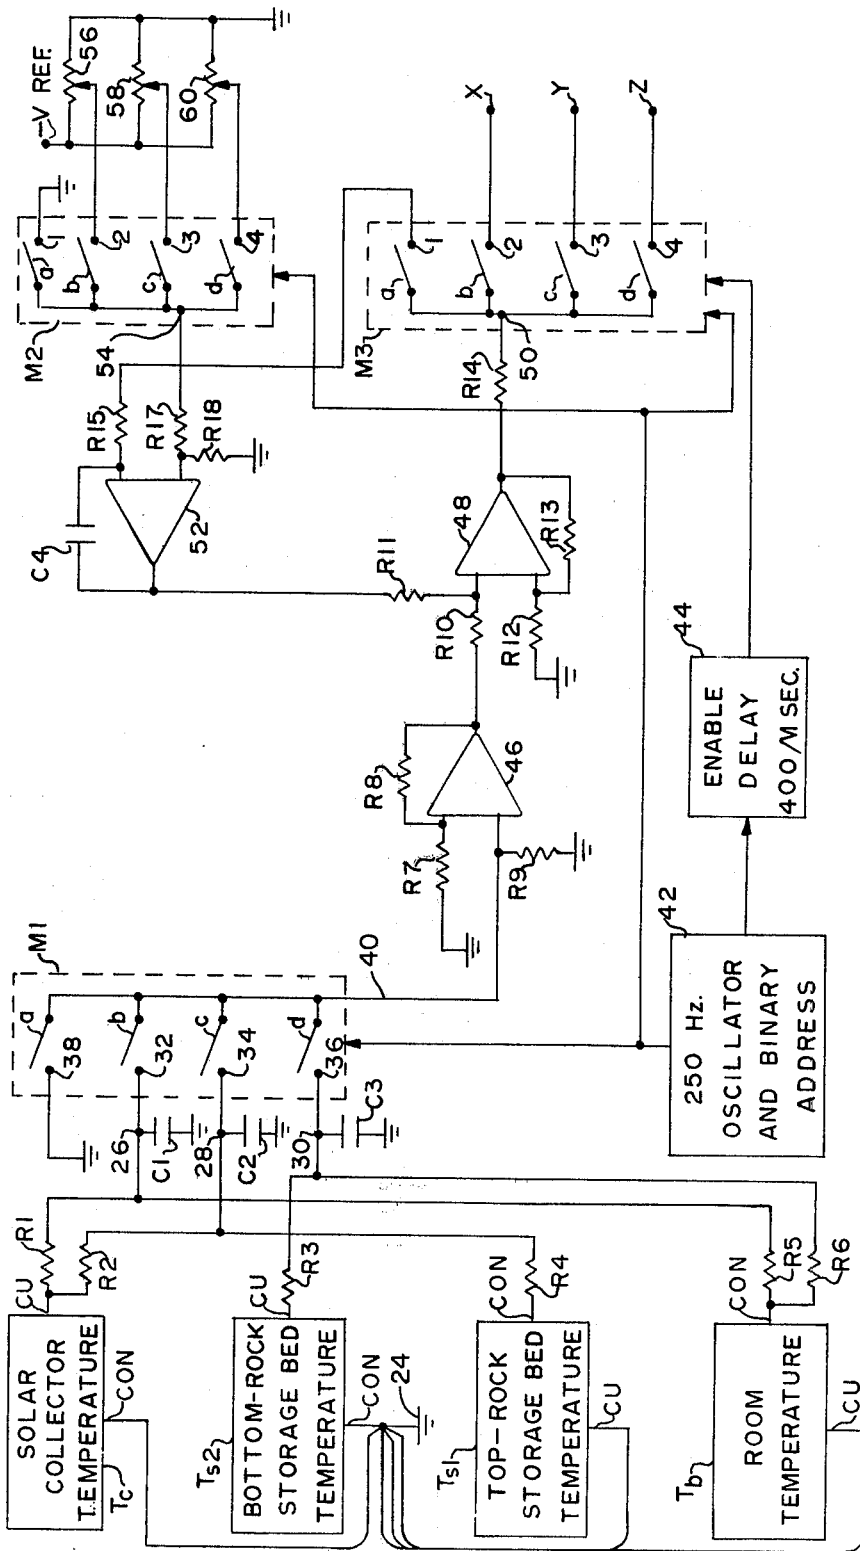 SOLAR
COLLECTOR
TEMPERATURE
Tc
CU
CON
R1
R2
BOTTOM-ROCK
STORAGE BED
TEMPERATURE
Ts2
CU
CON
R3
24
TOP-ROCK
STORAGE BED
TEMPERATURE
Ts1
CON
CU
R4
ROOM
TEMPERATURE
Tb
CON
CU
R5
R6
26
C1
28
C2
30
C3
M1
a
38
b
32
c
34
d
36
40
250 Hz.
OSCILLATOR
AND BINARY
ADDRESS
42
ENABLE
DELAY
400/M SEC.
44
R7
R8
R9
46
R10
R11
R12
R13
48
R14
50
C4
52
R15
R17
R18
54
M2
a
1
b
2
c
3
d
4
-V REF.
56
58
60
M3
a
1
b
2
c
3
d
4
X
Y
Z